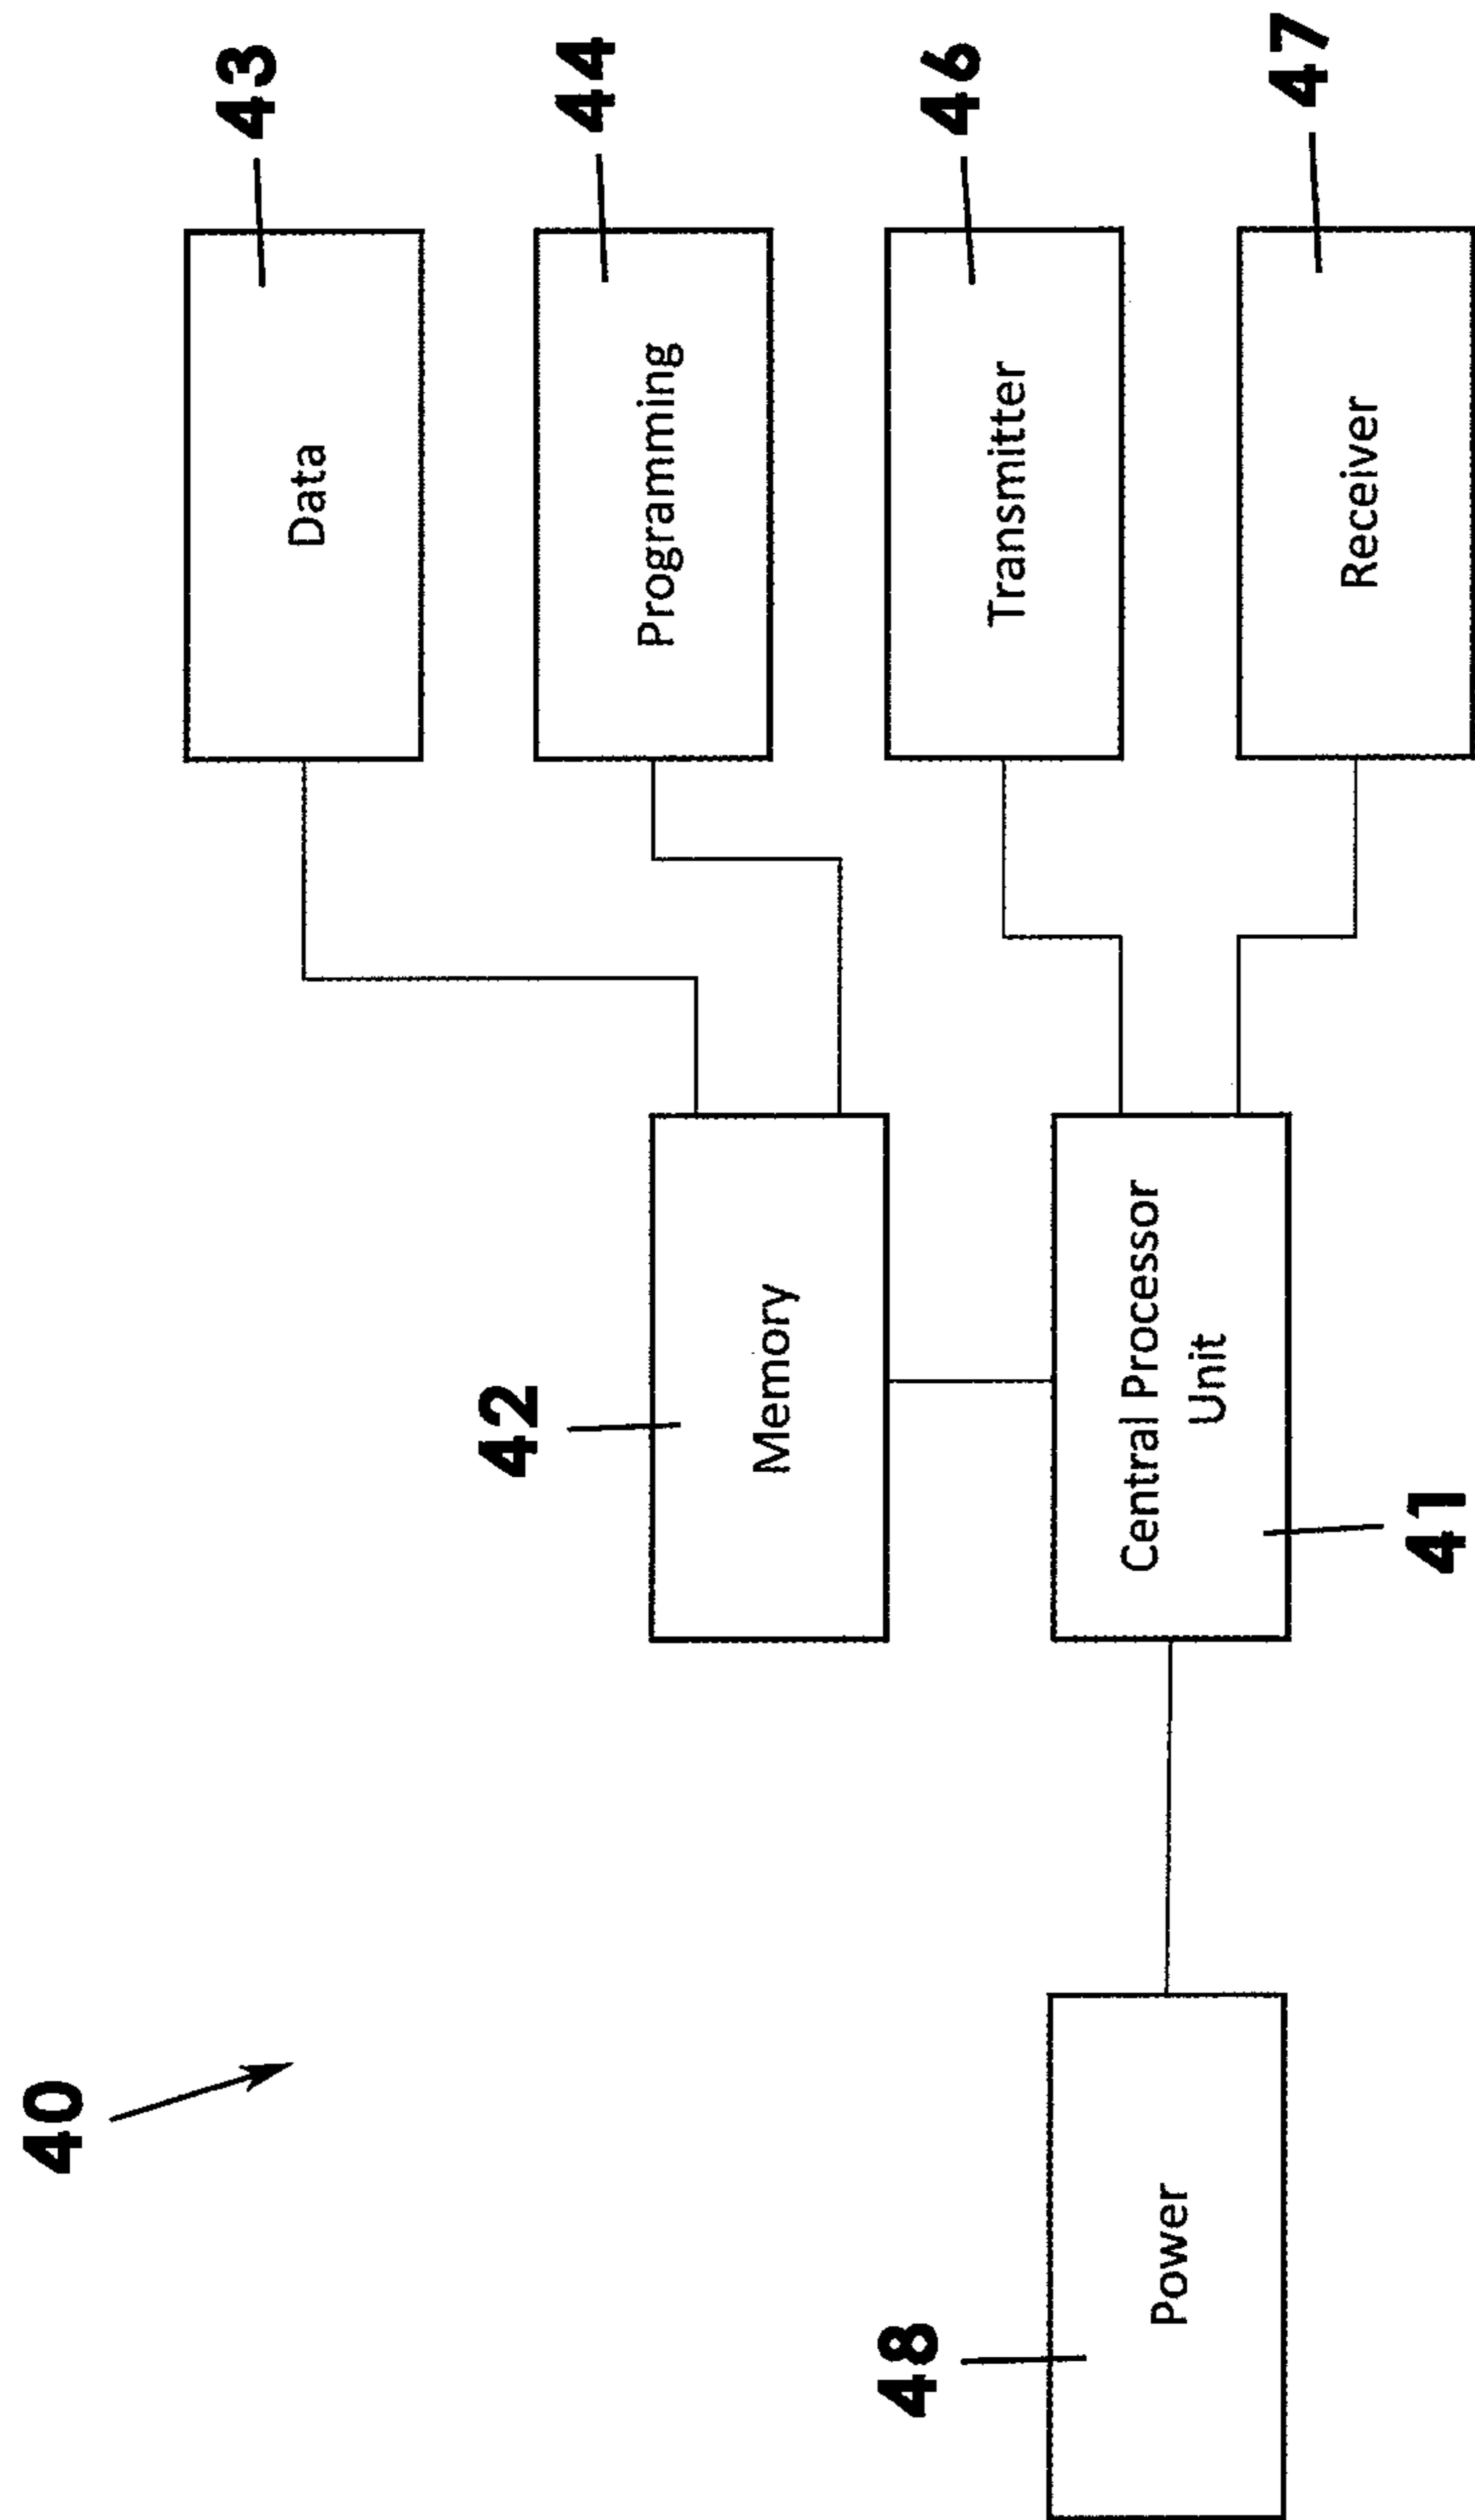 40
43
Data
44
Programming
42
Memory
46
Transmitter
48
Power
Central Processor
Unit
41
47
Receiver